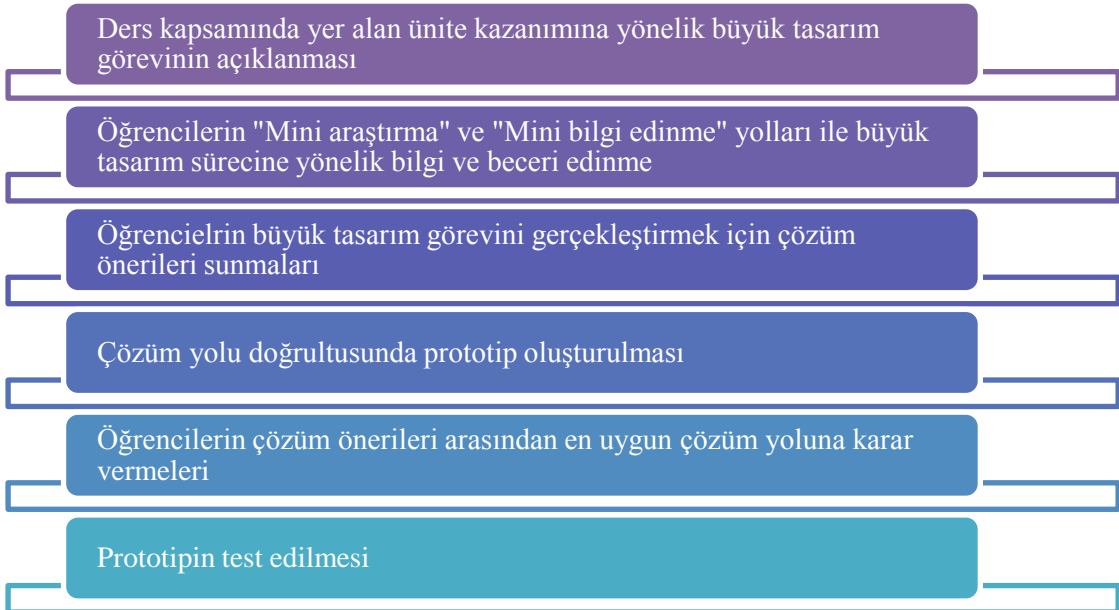 Ders kapsamında yer alan ünite kazanımına yönelik büyük tasarım
görevinin açıklanması
Öğrencilerin "Mini araştırma" ve "Mini bilgi edinme" yolları ile büyük
tasarım sürecine yönelik bilgi ve beceri edinme
Öğrencielrin büyük tasarım görevini gerçekleştirmek için çözüm
önerileri sunmaları
Çözüm yolu doğrultusunda prototip oluşturulması
Öğrencilerin çözüm önerileri arasından en uygun çözüm yoluna karar
vermeleri
Prototipin test edilmesi